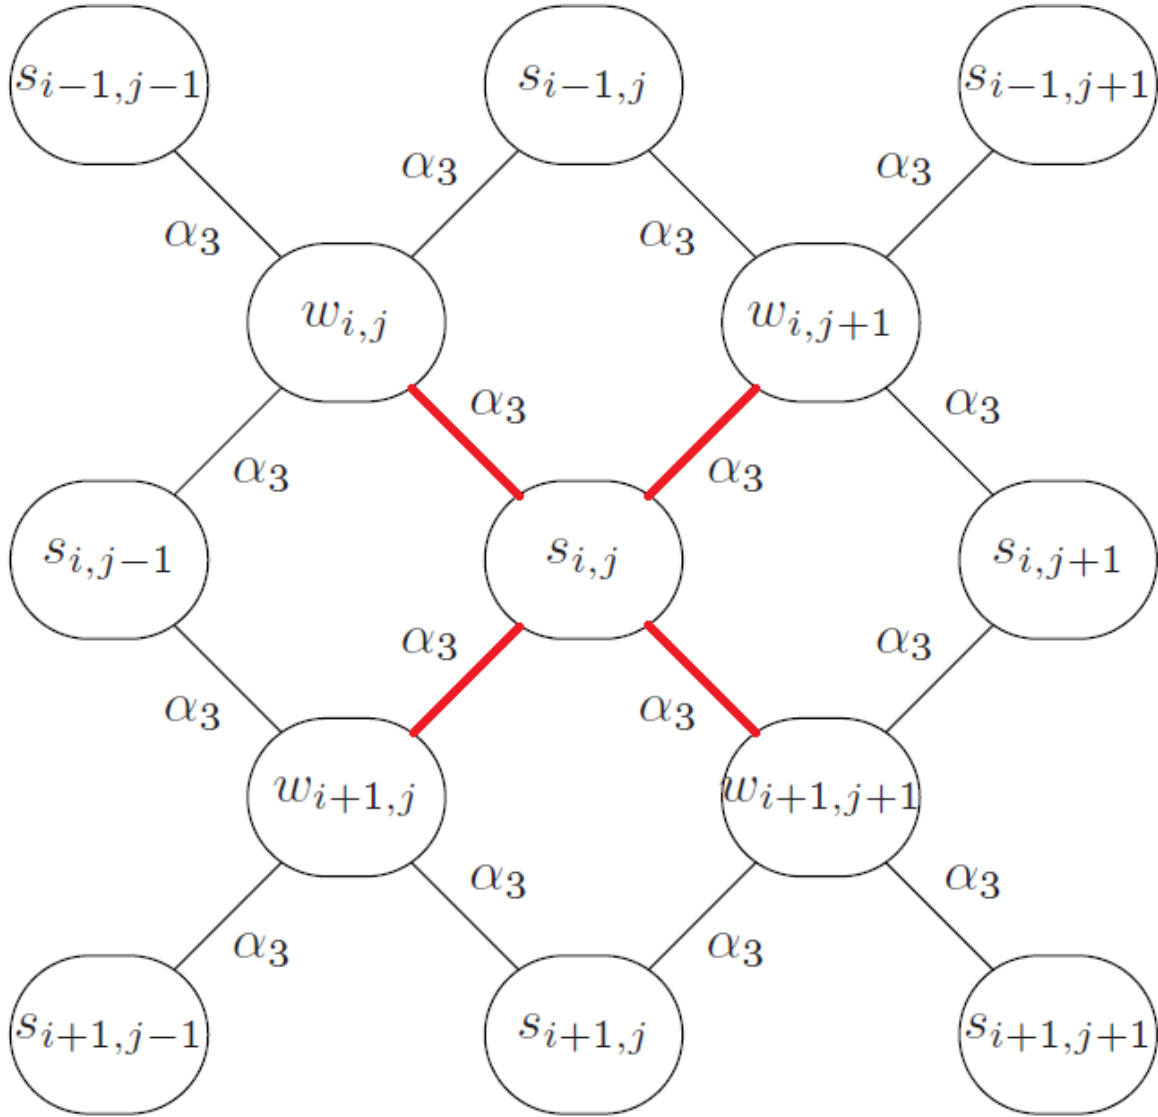 s_{i−1,j−1} s_{i−1,j} s_{i−1,j+1}
α₃ α₃
α₃ α₃
w_{i,j} w_{i,j+1}
α₃ α₃
α₃ α₃
s_{i,j−1} s_{i,j} s_{i,j+1}
α₃ α₃
α₃ α₃
w_{i+1,j} w_{i+1,j+1}
α₃ α₃
α₃ α₃
s_{i+1,j−1} s_{i+1,j} s_{i+1,j+1}